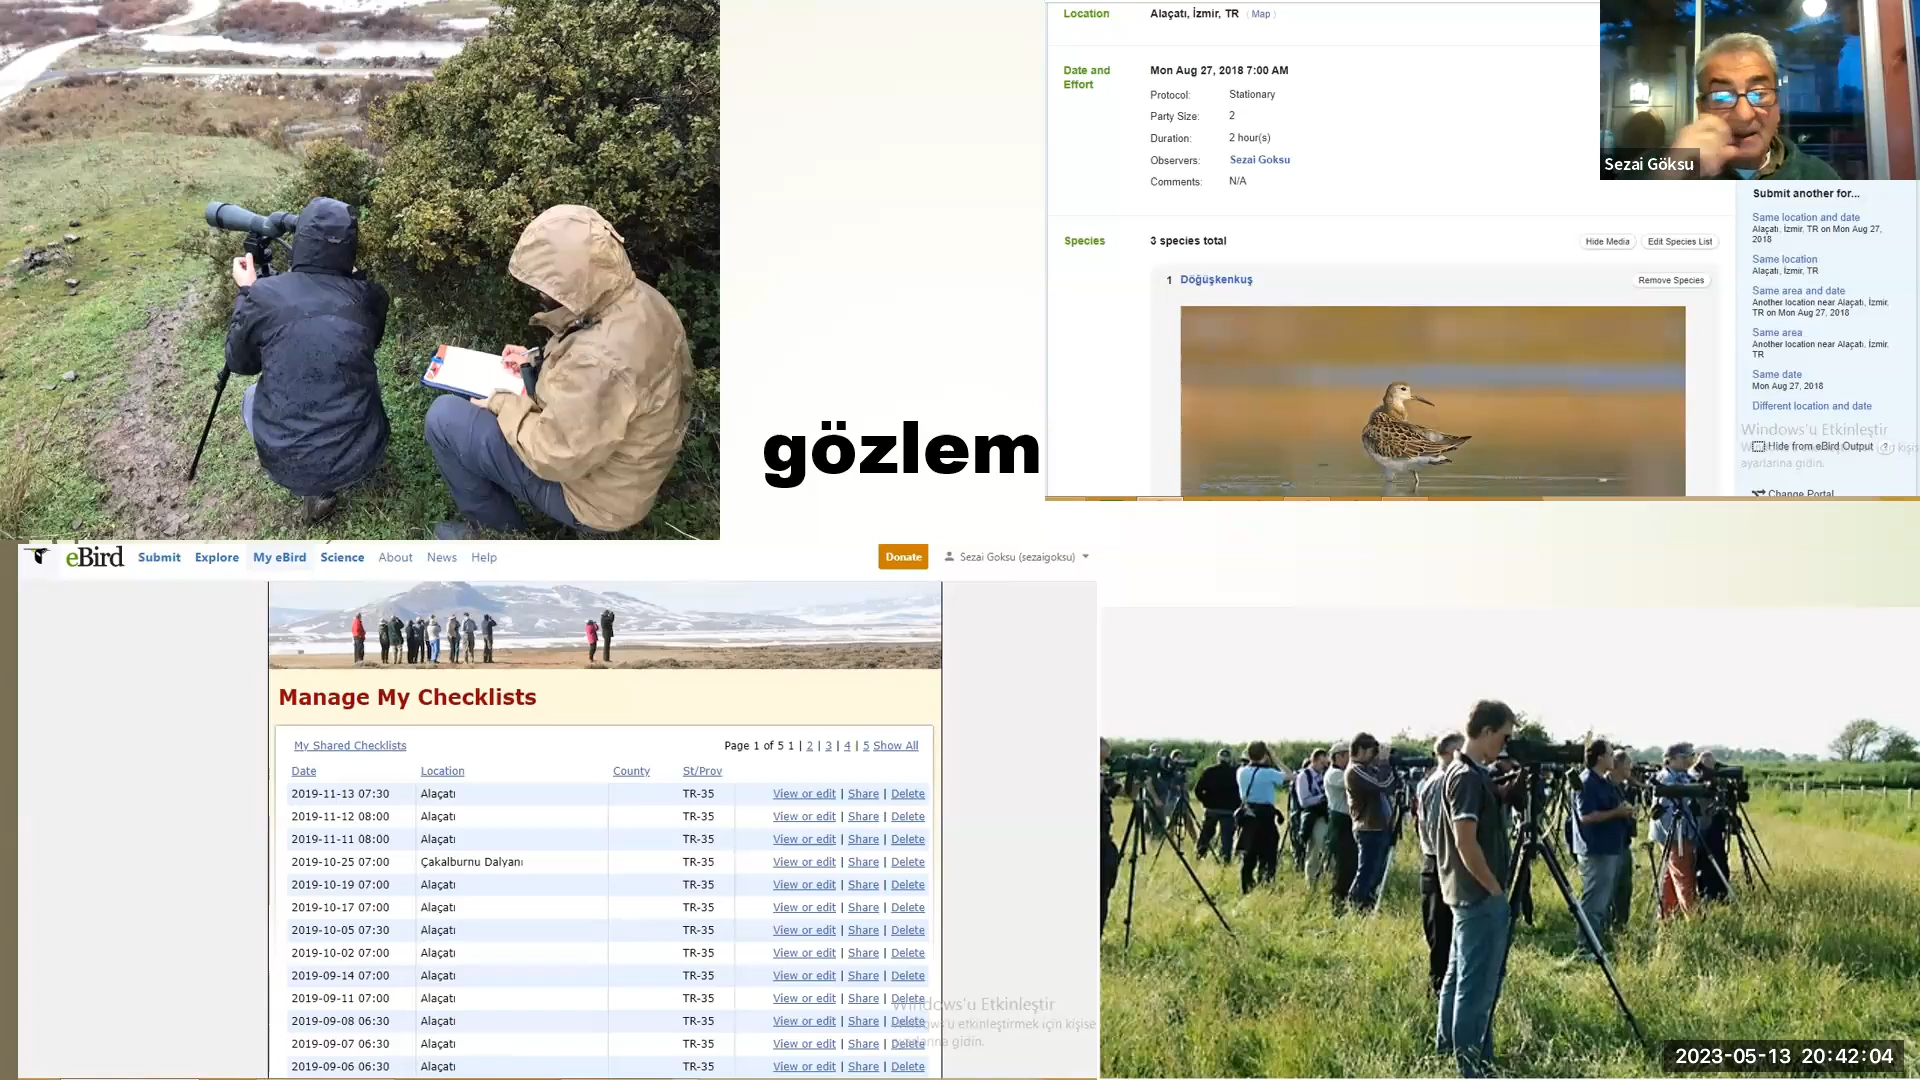 Location Alaçatı, İzmir, TR ( Map )
Date and Effort Mon Aug 27, 2018 7:00 AM
Protocol: Stationary
Party Size: 2
Duration: 2 hour(s)
Observers: Sezai Goksu
Comments: N/A
Species 3 species total Hide Media Edit Species List
1 Döğüşkenkuş Remove Species
Sezai Göksu
Submit another for...
Same location and date
Alaçatı, İzmir, TR on Mon Aug 27,
2018
Same location
Alaçatı, İzmir, TR
Same area and date
Another location near Alaçatı, İzmir,
TR on Mon Aug 27, 2018
Same area
Another location near Alaçatı, İzmir,
TR
Same date
Mon Aug 27, 2018
Different location and date
Windows'u Etkinleştir
Hide from eBird Output ?
ayarlarına gidin.
Change Portal
gözlem
eBird Submit Explore My eBird Science About News Help Donate Sezai Goksu (sezaigoksu)
Manage My Checklists
My Shared Checklists Page 1 of 5 1 | 2 | 3 | 4 | 5 Show All
Date Location County St/Prov
2019-11-13 07:30 Alaçatı TR-35 View or edit | Share | Delete
2019-11-12 08:00 Alaçatı TR-35 View or edit | Share | Delete
2019-11-11 08:00 Alaçatı TR-35 View or edit | Share | Delete
2019-10-25 07:00 Çakalburnu Dalyanı TR-35 View or edit | Share | Delete
2019-10-19 07:00 Alaçatı TR-35 View or edit | Share | Delete
2019-10-17 07:00 Alaçatı TR-35 View or edit | Share | Delete
2019-10-05 07:30 Alaçatı TR-35 View or edit | Share | Delete
2019-10-02 07:00 Alaçatı TR-35 View or edit | Share | Delete
2019-09-14 07:00 Alaçatı TR-35 View or edit | Share | Delete
2019-09-11 07:00 Alaçatı TR-35 View or edit | Share | Delete
2019-09-08 06:30 Alaçatı TR-35 View or edit | Share | Delete
2019-09-07 06:30 Alaçatı TR-35 View or edit | Share | Delete
2019-09-06 06:30 Alaçatı TR-35 View or edit | Share | Delete
Windows'u Etkinleştir
Windows'u etkinleştirmek için kişise
ayarlarına gidin.
2023-05-13 20:42:04